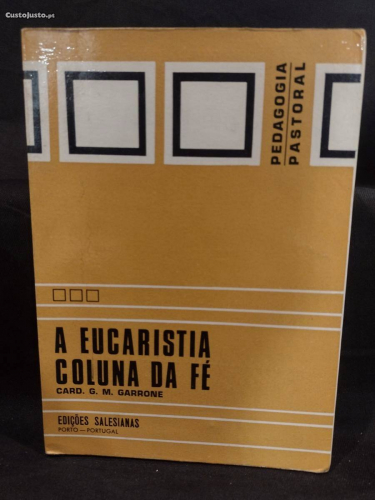 CustoJusto.pt
PEDAGOGIA
PASTORAL
A EUCARISTIA
COLUNA DA FÉ
CARD. G. M. GARRONE
EDIÇÕES SALESIANAS
PORTO — PORTUGAL